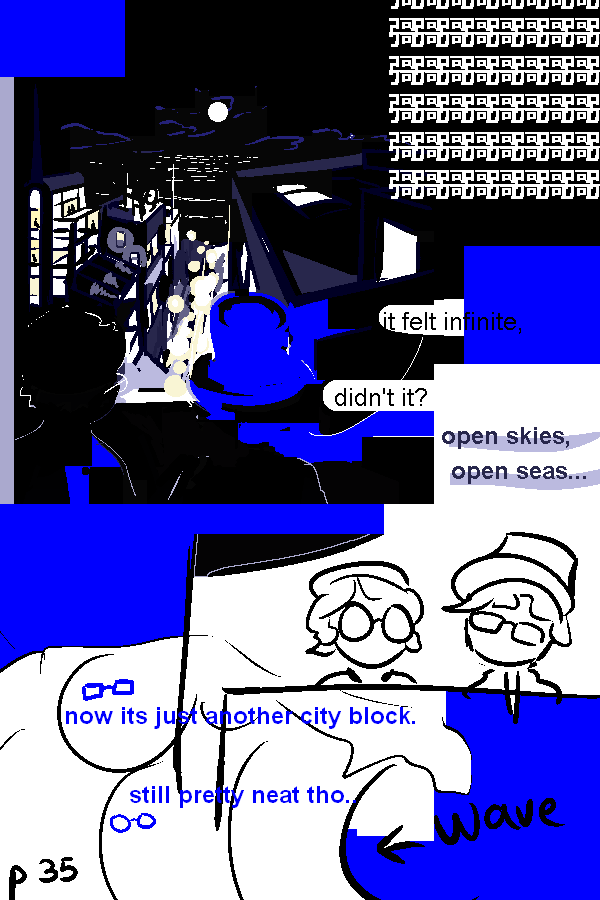 it felt infinite,
didn't it?
open skies,
open seas...
now its just another city block.
still pretty neat tho..
wave
p 35